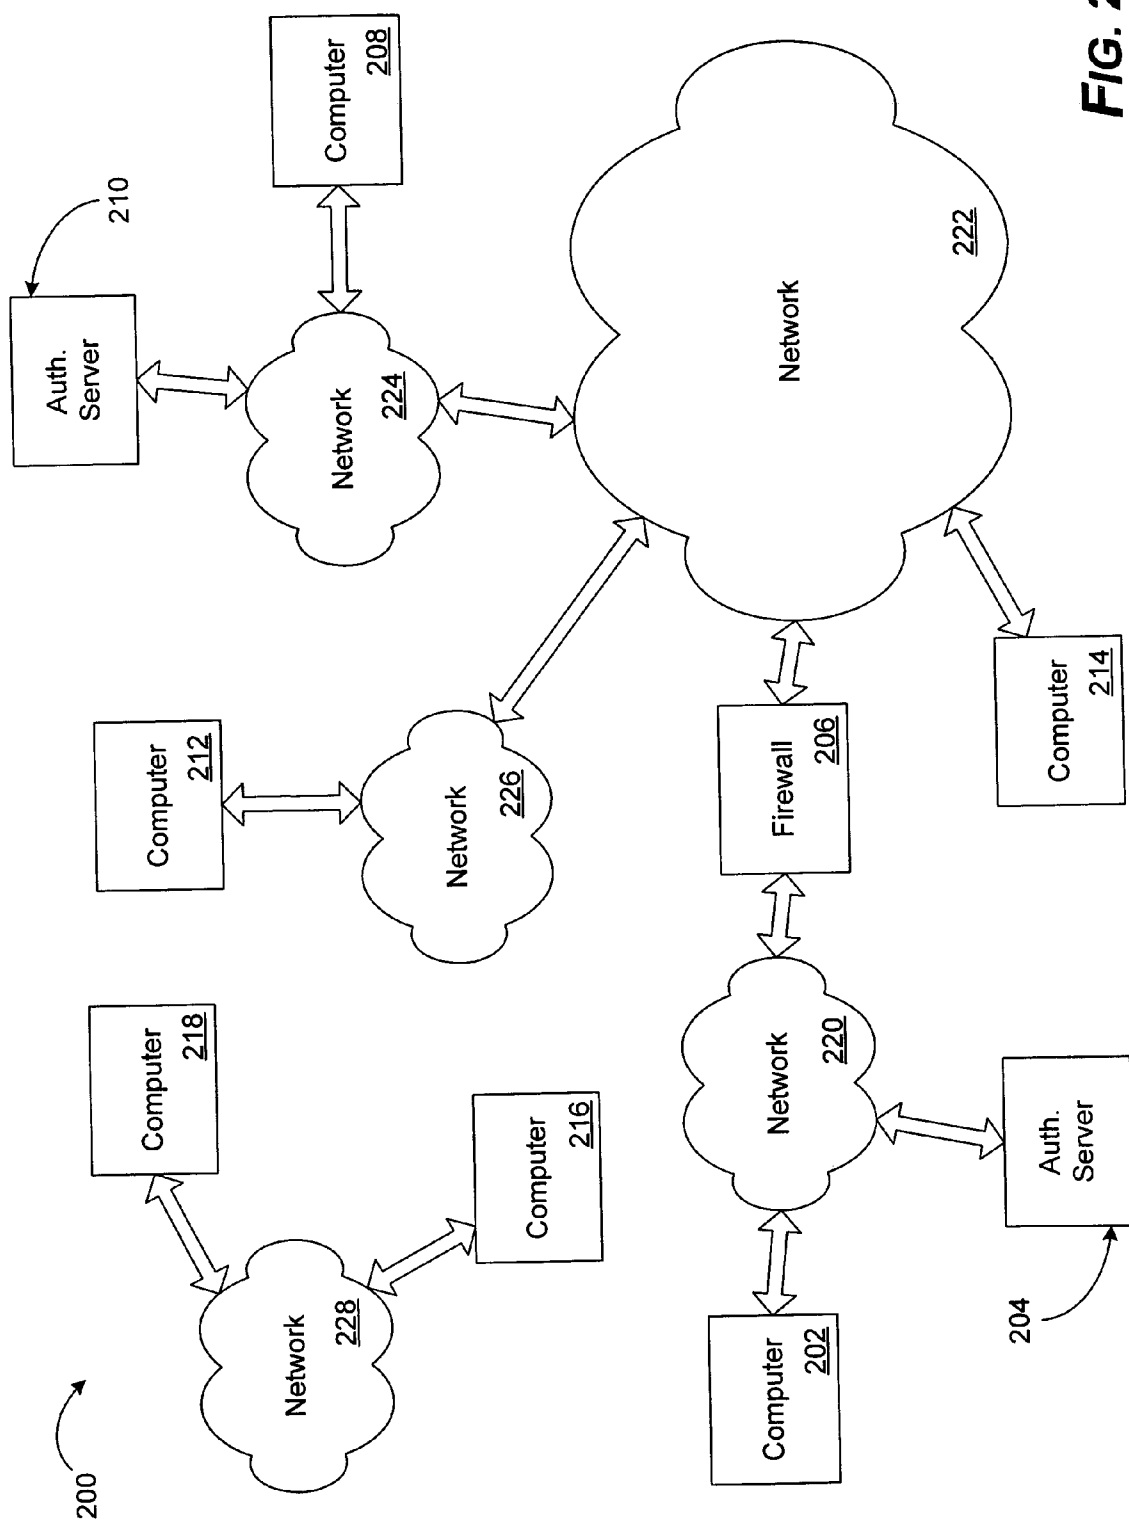 200
Computer
218
Computer
212
Auth.
Server
210
Network
228
Computer
216
Network
226
Network
224
Computer
208
Computer
202
Network
220
Firewall
206
Network
222
204
Auth.
Server
Computer
214
FIG. 2